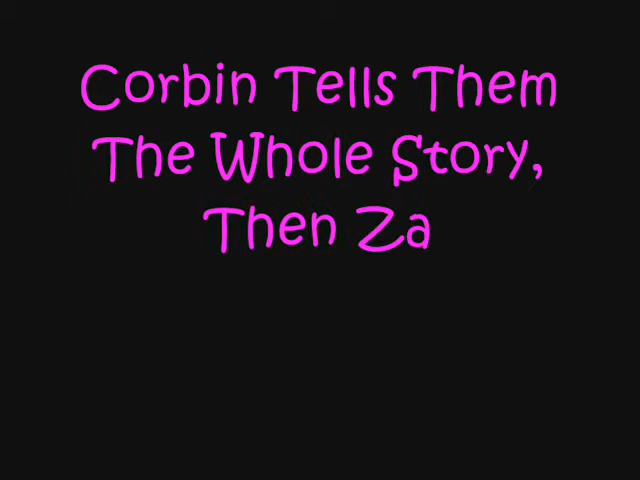 Corbin Tells Them
The Whole Story,
Then Za